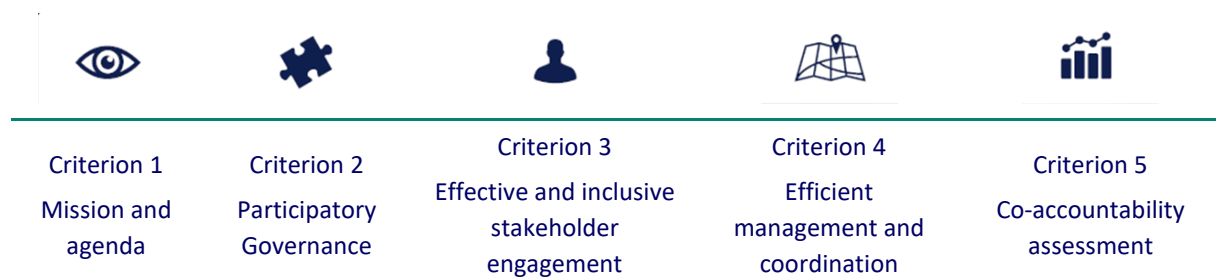 Criterion 1
Mission and
agenda
Criterion 2
Participatory
Governance
Criterion 3
Effective and inclusive
stakeholder
engagement
Criterion 4
Efficient
management and
coordination
Criterion 5
Co-accountability
assessment